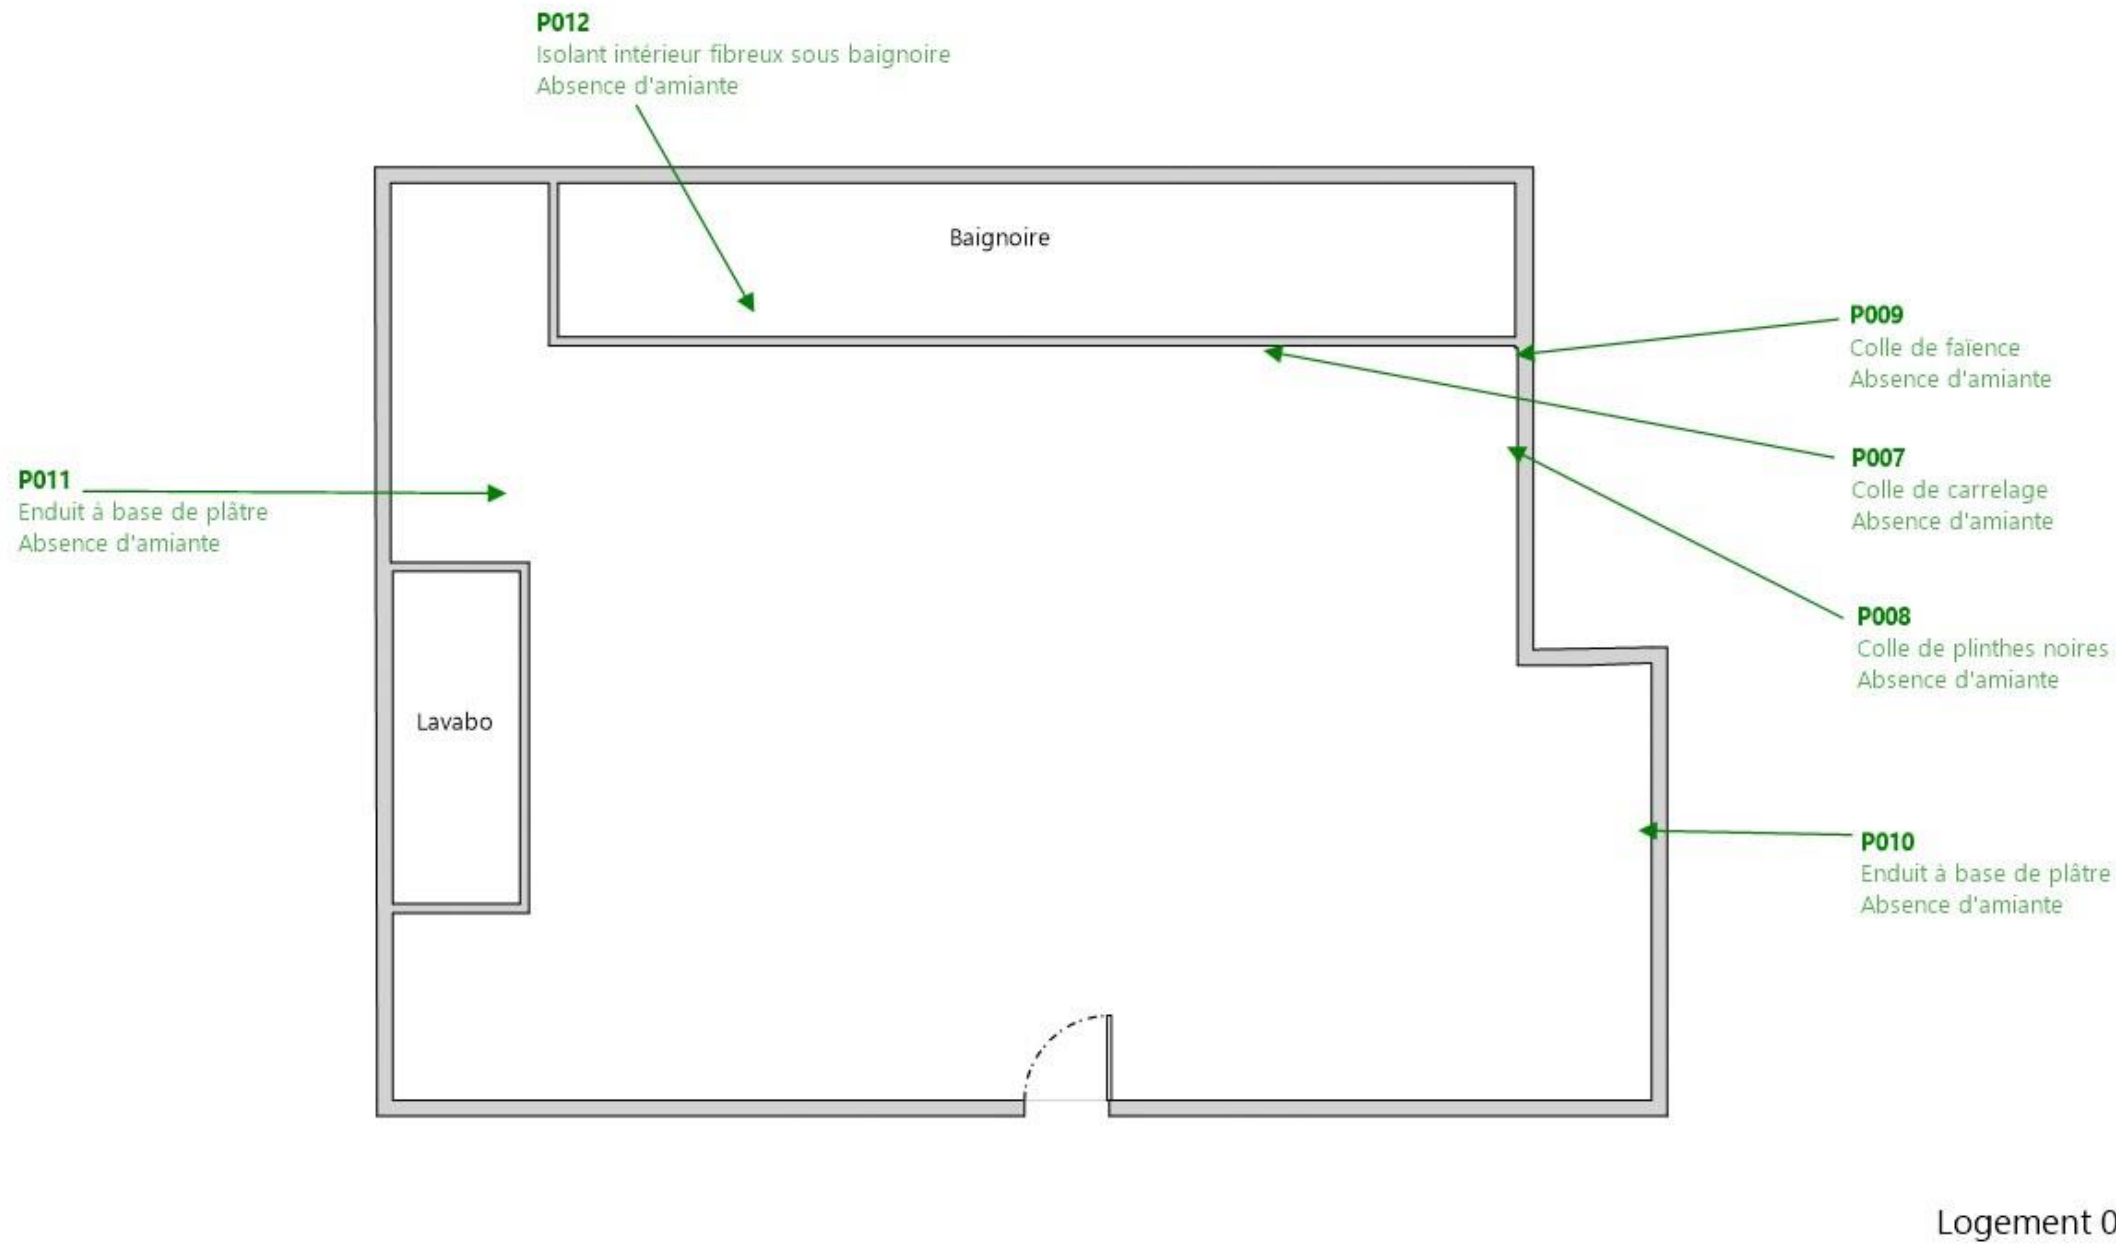 P012
Isolant intérieur fibreux sous baignoire
Absence d'amiante
Baignoire
P009
Colle de faïence
Absence d'amiante
P007
Colle de carrelage
Absence d'amiante
P011
Enduit à base de plâtre
Absence d'amiante
P008
Colle de plinthes noires
Absence d'amiante
Lavabo
P010
Enduit à base de plâtre
Absence d'amiante
Logement 0